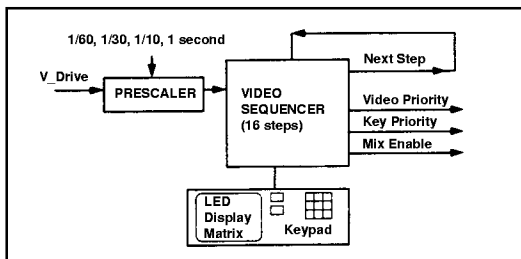 1/60, 1/30, 1/10, 1 second
V_Drive
PRESCALER
VIDEO
SEQUENCER
(16 steps)
Next Step
Video Priority
Key Priority
Mix Enable
LED
Display
Matrix
Keypad